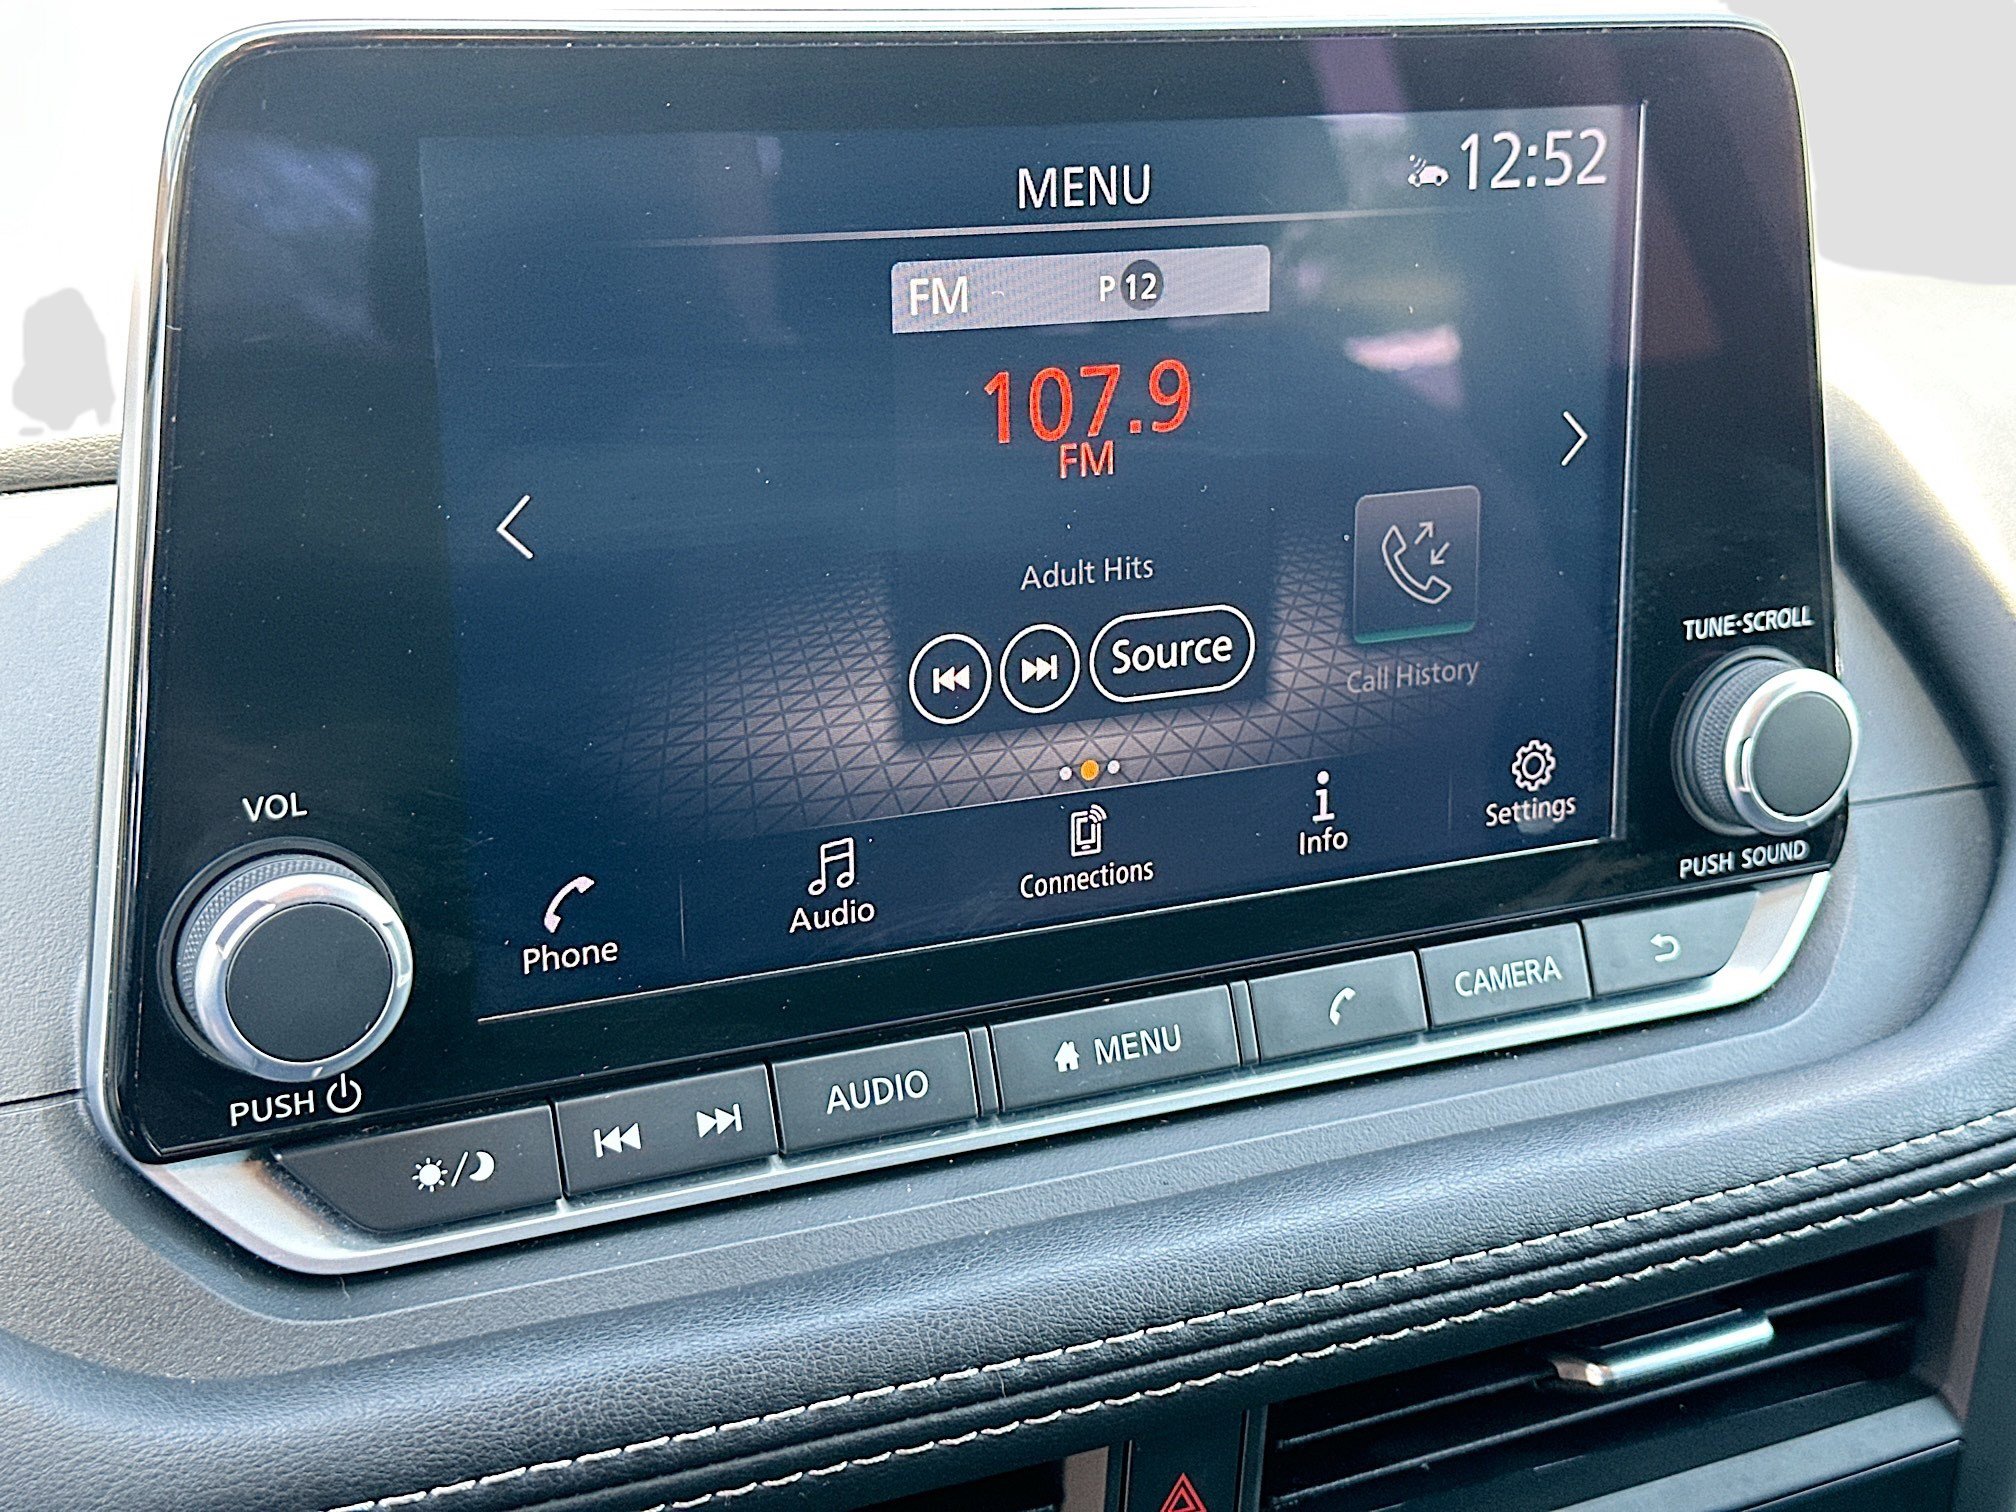 12:52
MENU
FM P 12
107.9
FM
Adult Hits
Source
Call History
Phone
Audio
Connections
Info
Settings
VOL
PUSH
TUNE·SCROLL
PUSH SOUND
AUDIO
MENU
CAMERA